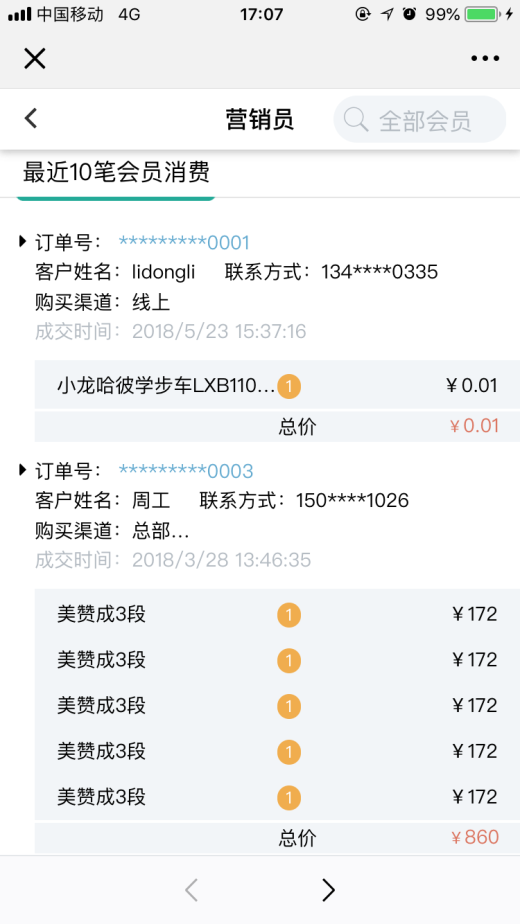 中国移动 4G 17:07 99%
营销员 全部会员
最近10笔会员消费
订单号： *********0001
客户姓名：lidongli 联系方式：134****0335
购买渠道：线上
成交时间：2018/5/23 15:37:16
小龙哈彼学步车LXB110... 1 ￥0.01
总价 ￥0.01
订单号： *********0003
客户姓名：周工 联系方式：150****1026
购买渠道：总部...
成交时间：2018/3/28 13:46:35
美赞成3段 1 ￥172
美赞成3段 1 ￥172
美赞成3段 1 ￥172
美赞成3段 1 ￥172
美赞成3段 1 ￥172
总价 ￥860